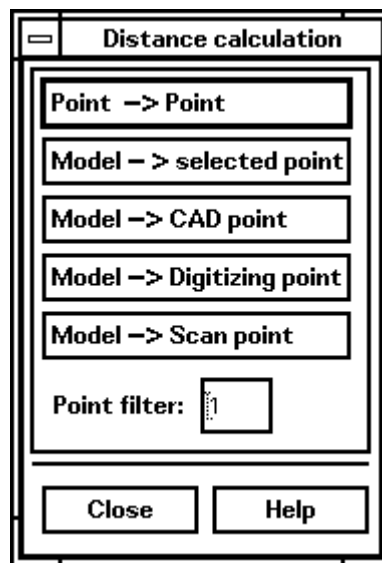 Distance calculation
Point –> Point
Model – > selected point
Model –> CAD point
Model –> Digitizing point
Model –> Scan point
Point filter: 1
Close Help